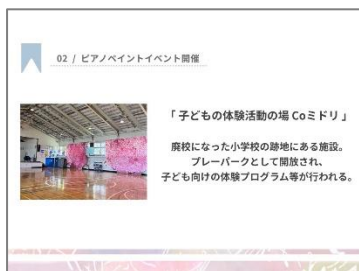 02 / ピアノペイントイベント開催
「 子どもの体験活動の場 Coミドリ 」
廃校になった小学校の跡地にある施設。
プレーパークとして開放され、
子ども向けの体験プログラム等が行われる。